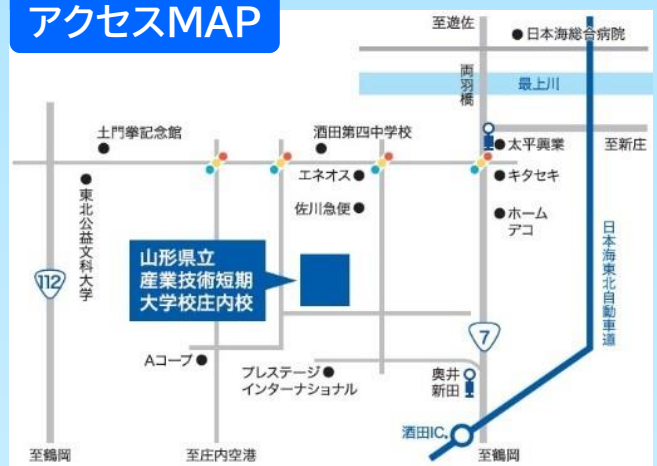 アクセスMAP
至遊佐
日本海総合病院
両羽橋
最上川
土門拳記念館
酒田第四中学校
太平興業
至新庄
エネオス
キタセキ
東北公益文科大学
佐川急便
ホーム
デコ
日本海東北自動車道
山形県立
産業技術短期
大学校庄内校
112
7
Aコープ
プレステージ
インターナショナル
奥井
新田
酒田IC.
至鶴岡
至庄内空港
至鶴岡